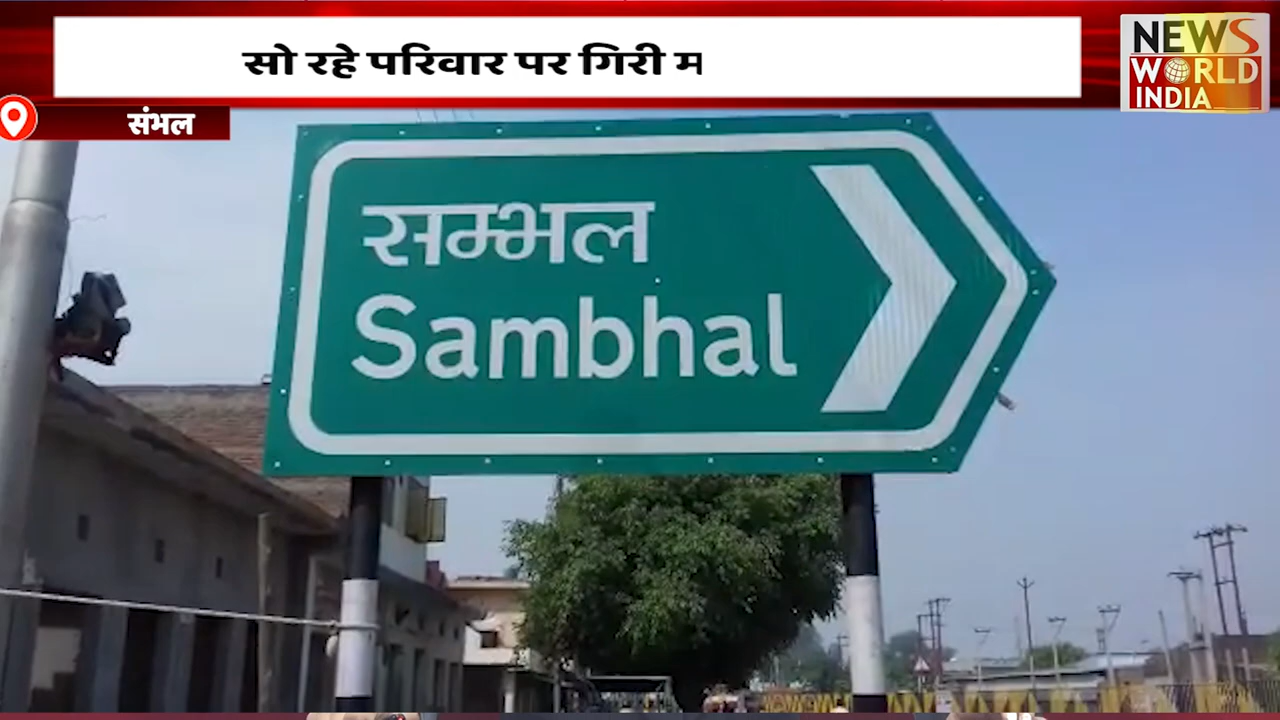 सो रहे परिवार पर गिरी म
NEWS
WORLD
INDIA
संभल
सम्भल
Sambhal